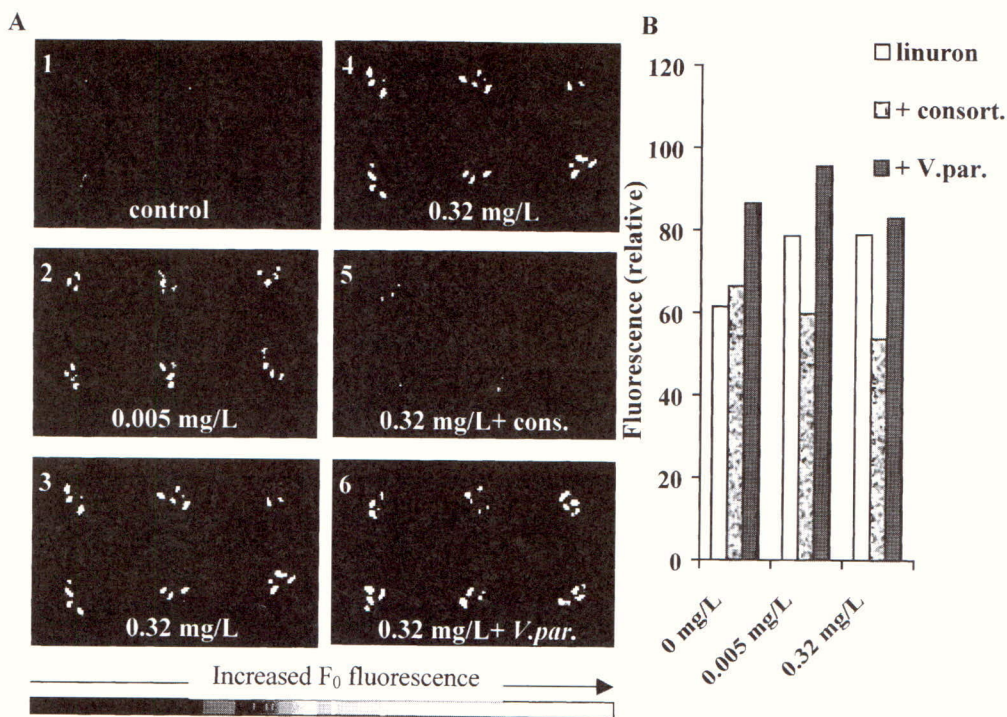 A
1
control
4
0.32 mg/L
2
0.005 mg/L
5
0.32 mg/L+ cons.
3
0.32 mg/L
6
0.32 mg/L+ V.par.
Increased F₀ fluorescence
B
linuron
+ consort.
+ V.par.
Fluorescence (relative)
120
100
80
60
40
20
0
0 mg/L
0.005 mg/L
0.32 mg/L